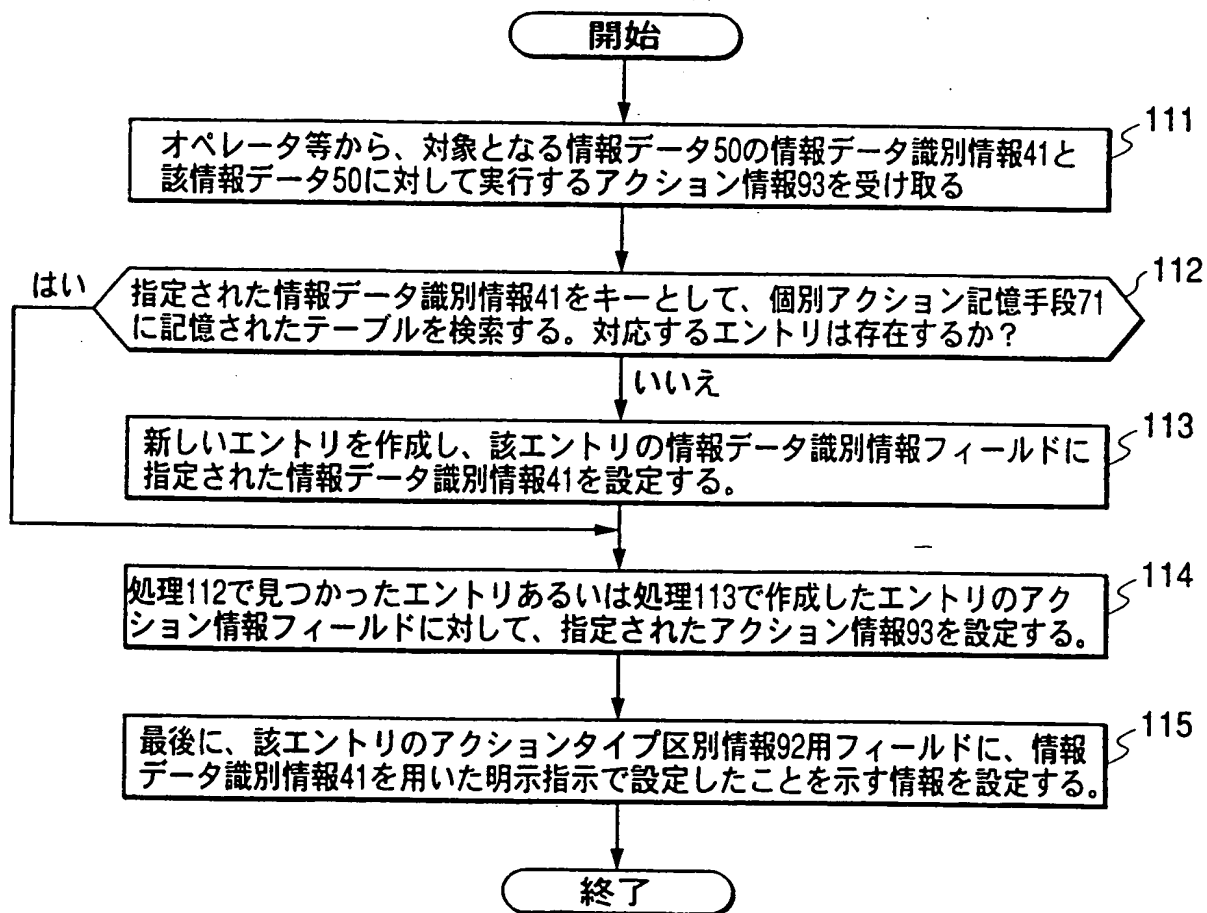 開始
111
オペレータ等から、対象となる情報データ50の情報データ識別情報41と
該情報データ50に対して実行するアクション情報93を受け取る
112
はい
指定された情報データ識別情報41をキーとして、個別アクション記憶手段71
に記憶されたテーブルを検索する。対応するエントリは存在するか？
いいえ
113
新しいエントリを作成し、該エントリの情報データ識別情報フィールドに
指定された情報データ識別情報41を設定する。
114
処理112で見つかったエントリあるいは処理113で作成したエントリのアク
ション情報フィールドに対して、指定されたアクション情報93を設定する。
115
最後に、該エントリのアクションタイプ区別情報92用フィールドに、情報
データ識別情報41を用いた明示指示で設定したことを示す情報を設定する。
終了